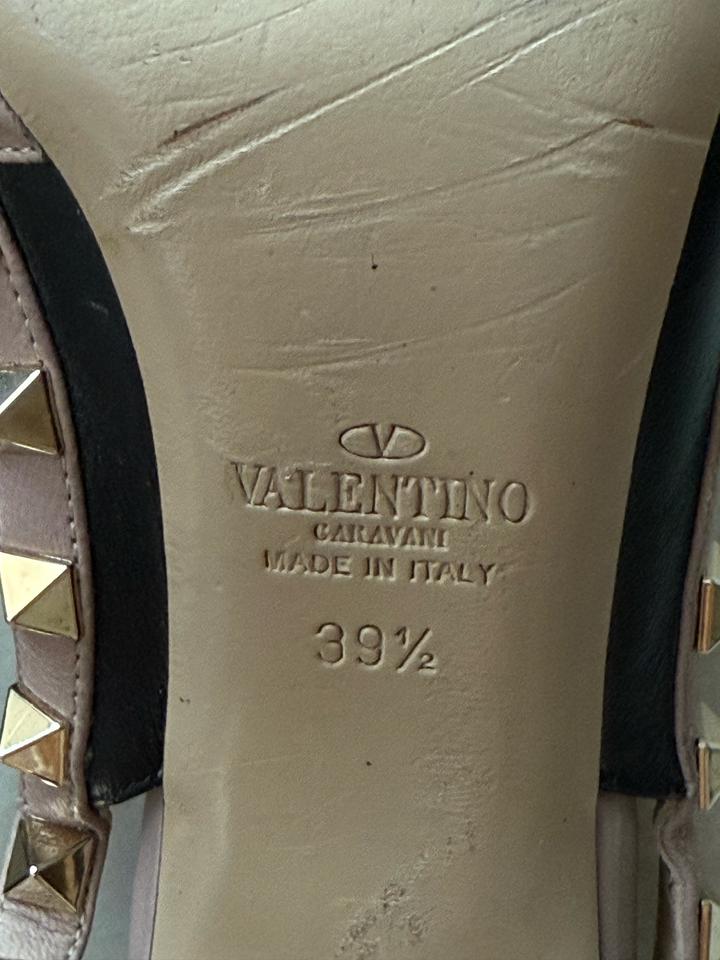 V
VALENTINO
GARAVANI
MADE IN ITALY
39½